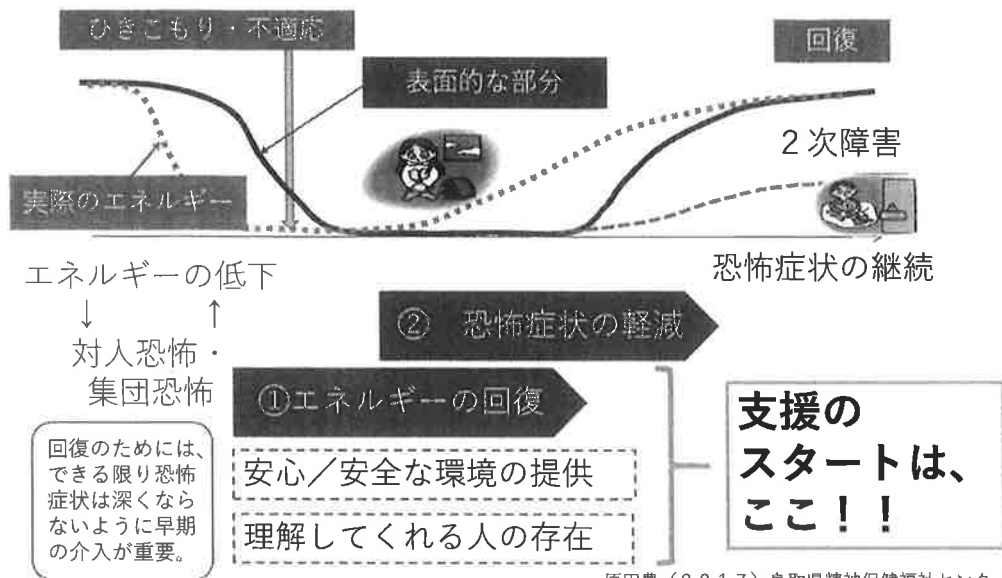 ひきこもり・不適応
回復
表面的な部分
2次障害
実際のエネルギー
恐怖症状の継続
エネルギーの低下
↓ ↑
対人恐怖・
集団恐怖
② 恐怖症状の軽減
①エネルギーの回復
安心／安全な環境の提供
理解してくれる人の存在
回復のためには、
できる限り恐怖
症状は深くなら
ないように早期
の介入が重要。
支援の
スタートは、
ここ！！